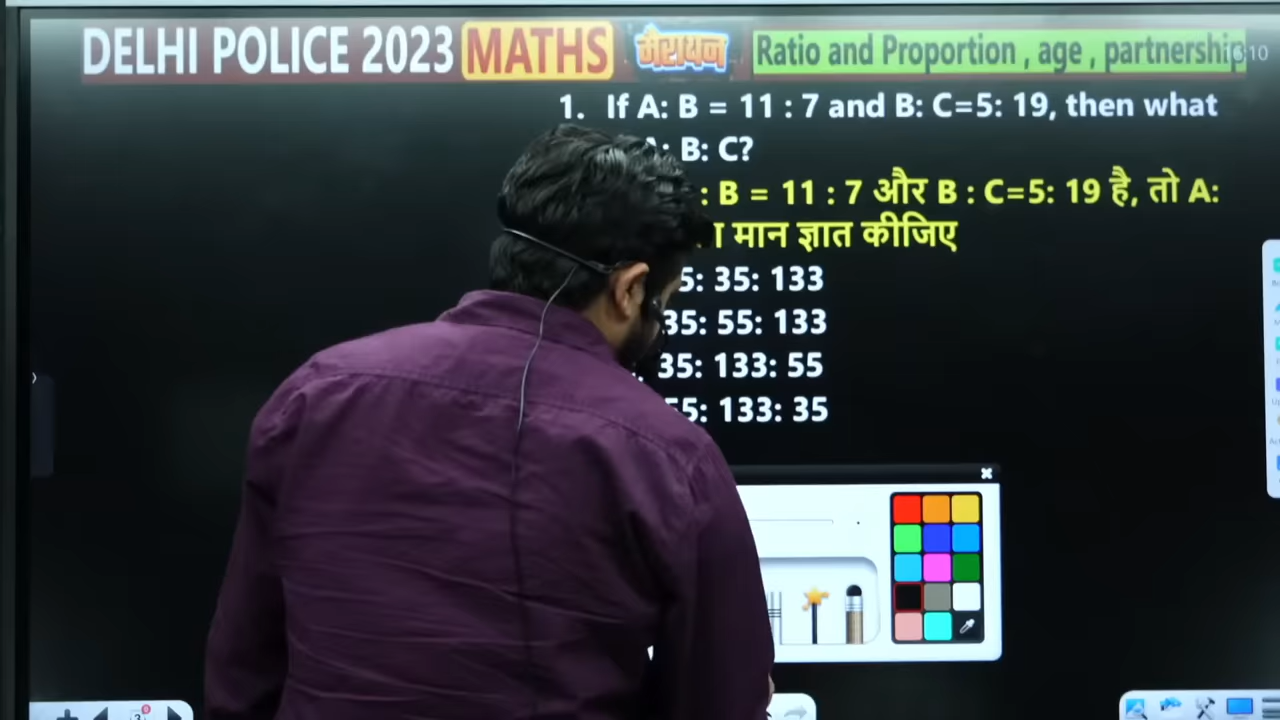 DELHI POLICE 2023 MATHS मैराथन Ratio and Proportion , age , partnership
1. If A: B = 11 : 7 and B: C=5: 19, then what
A: B: C?
: B = 11 : 7 और B : C=5: 19 है, तो A:
मान ज्ञात कीजिए
5: 35: 133
35: 55: 133
35: 133: 55
55: 133: 35